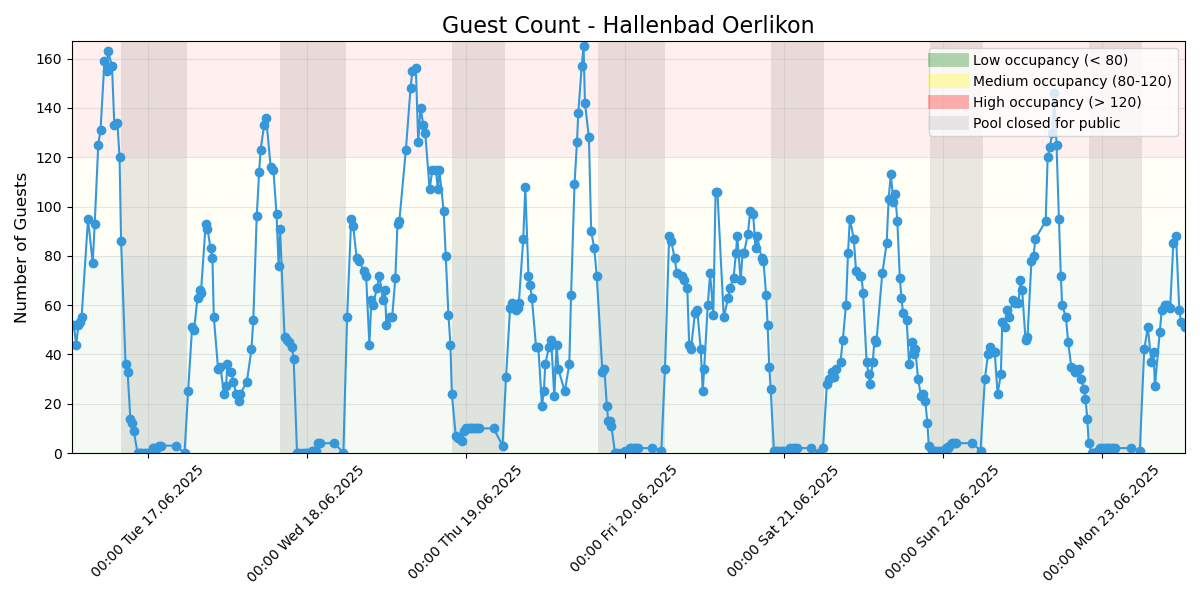 Guest Count - Hallenbad Oerlikon
Number of Guests
160
140
120
100
80
60
40
20
0
Low occupancy (< 80)
Medium occupancy (80-120)
High occupancy (> 120)
Pool closed for public
00:00 Tue 17.06.2025
00:00 Wed 18.06.2025
00:00 Thu 19.06.2025
00:00 Fri 20.06.2025
00:00 Sat 21.06.2025
00:00 Sun 22.06.2025
00:00 Mon 23.06.2025